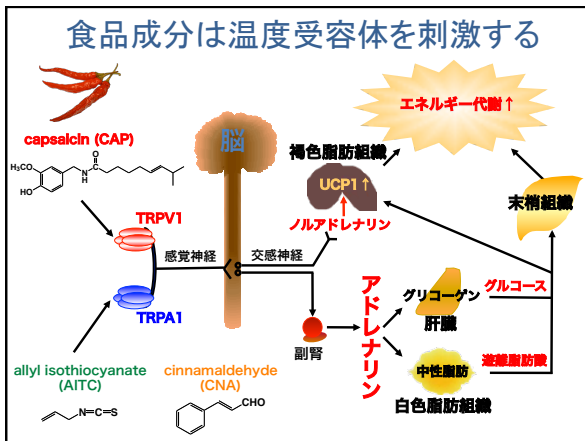 食品成分は温度受容体を刺激する
capsalcin (CAP)
O
H₃CO
N
H
HO
TRPV1
TRPA1
allyl isothiocyanate
(AITC)
N=C=S
cinnamaldehyde
(CNA)
CHO
脳
感覚神経
交感神経
褐色脂肪組織
UCP1↑
ノルアドレナリン
エネルギー代謝↑
末梢組織
副腎
アドレナリン
グリコーゲン
肝臓
グルコース
中性脂肪
白色脂肪組織
遊離脂肪酸